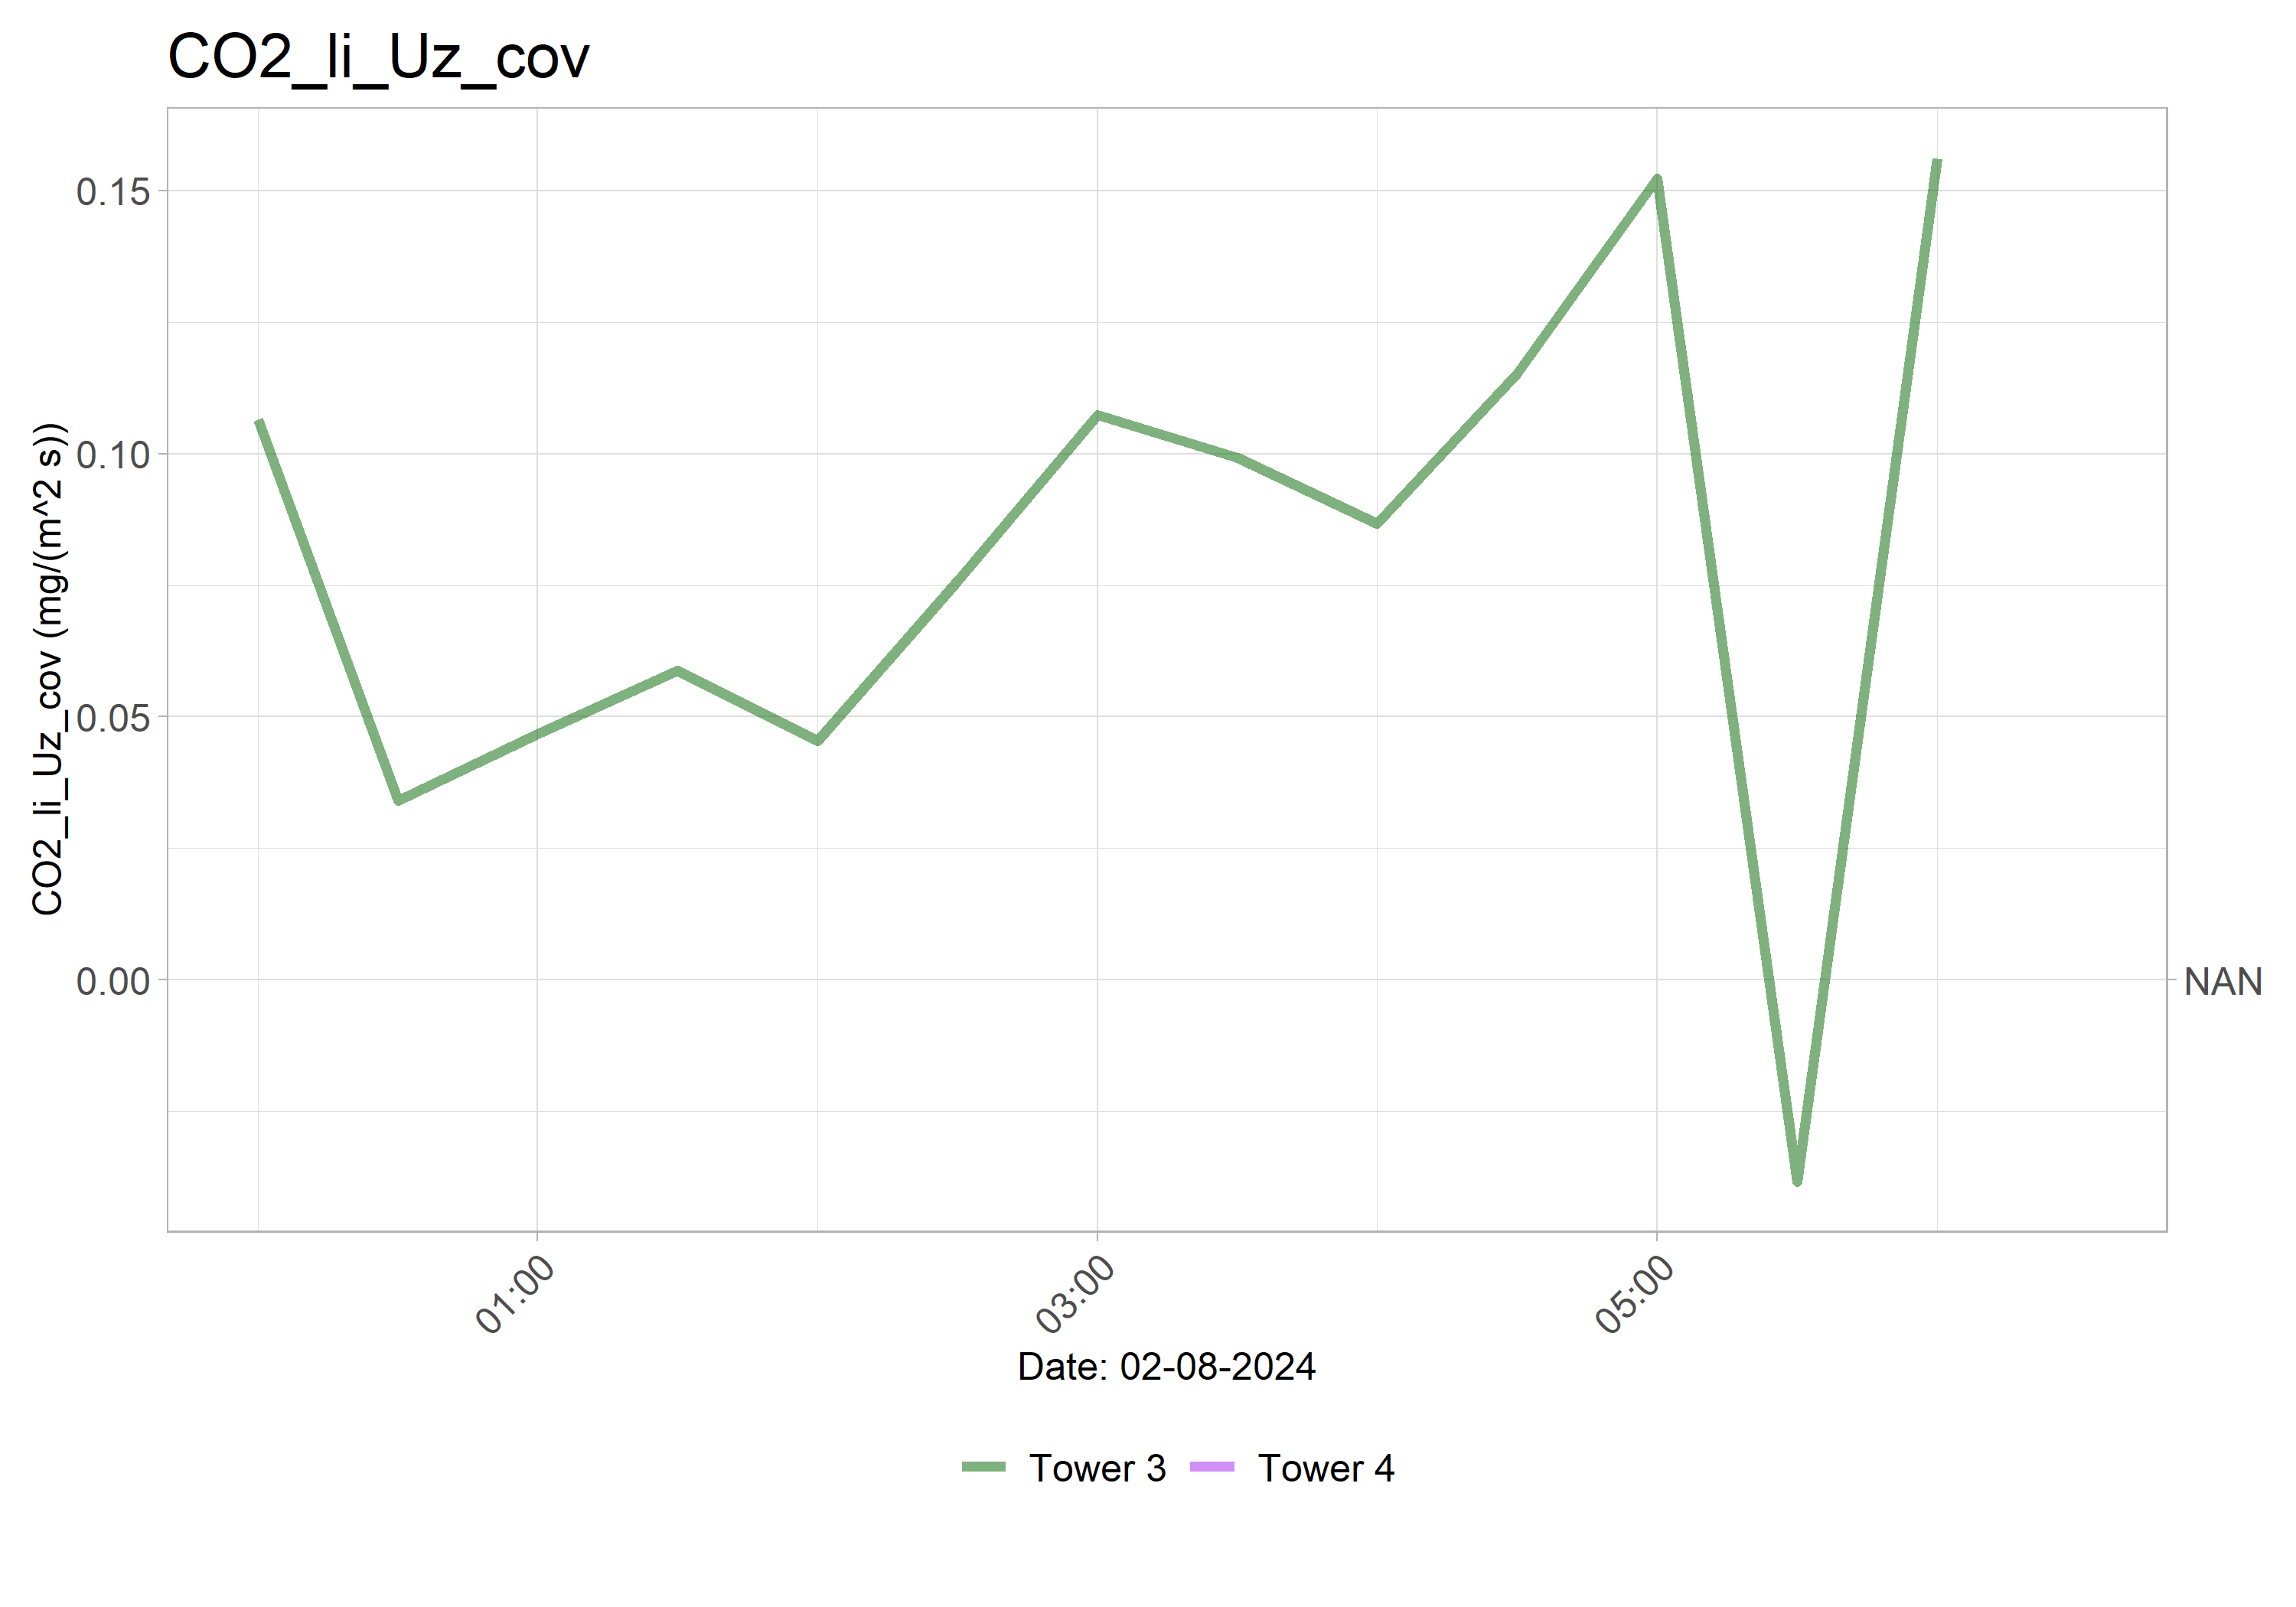 CO2_li_Uz_cov
CO2_li_Uz_cov (mg/(m^2 s))
0.15
0.10
0.05
0.00
NAN
01:00
03:00
05:00
Date: 02-08-2024
Tower 3
Tower 4